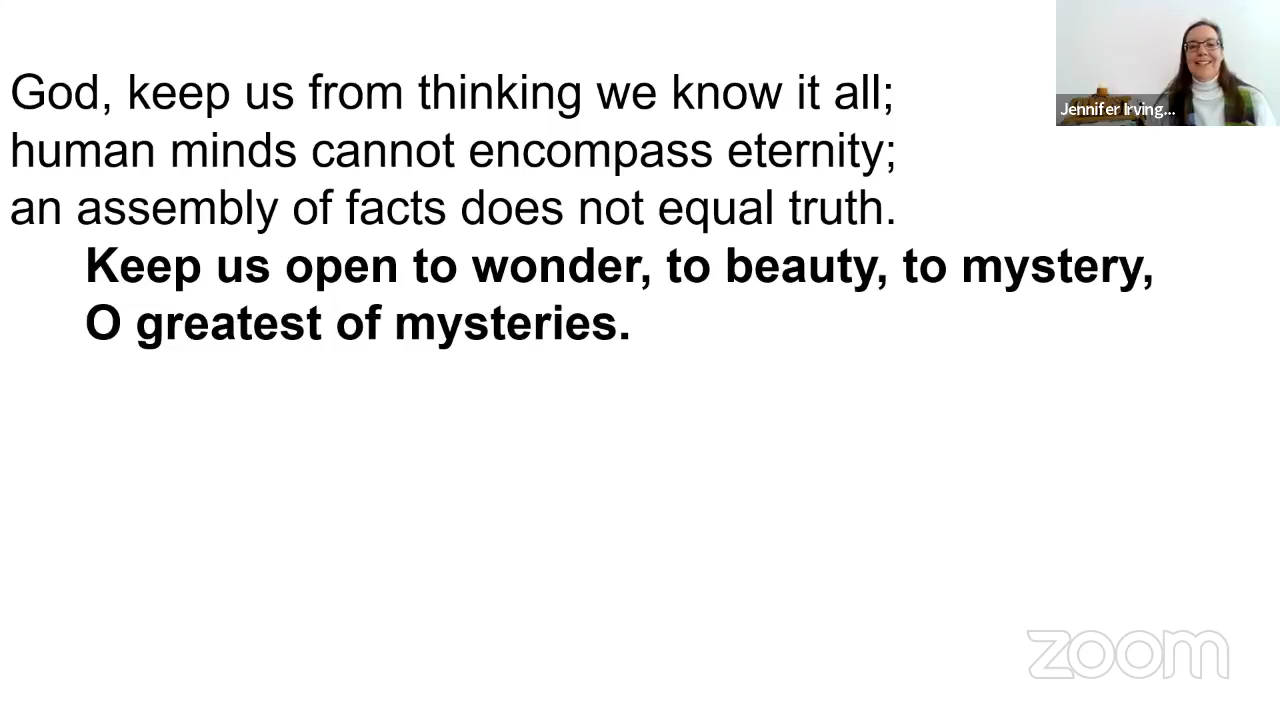 God, keep us from thinking we know it all;
human minds cannot encompass eternity;
an assembly of facts does not equal truth.
Keep us open to wonder, to beauty, to mystery,
O greatest of mysteries.
Jennifer Irving...
zoom